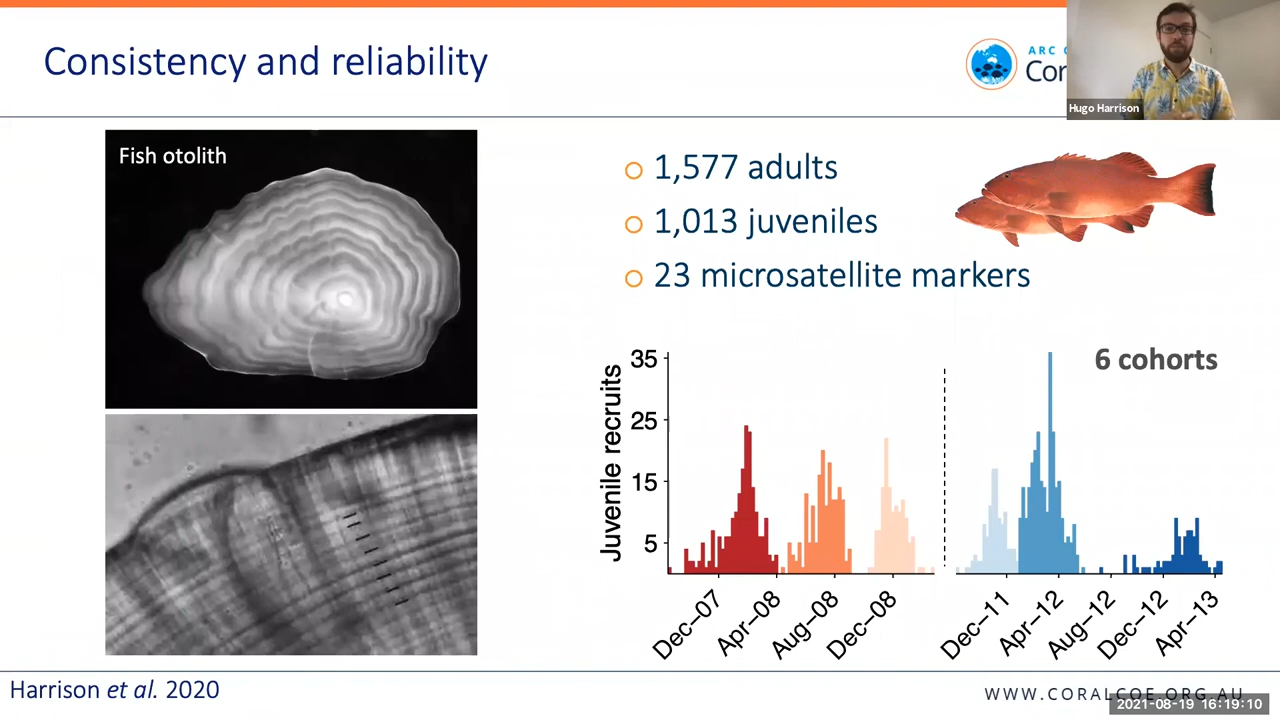 Consistency and reliability
ARC C
Cor
Hugo Harrison
Fish otolith
1,577 adults
1,013 juveniles
23 microsatellite markers
6 cohorts
Juvenile recruits
35
25
15
5
Dec–07
Apr–08
Aug–08
Dec–08
Dec–11
Apr–12
Aug–12
Dec–12
Apr–13
Harrison et al. 2020
WWW.CORALCOE.ORG.AU
2021-08-19 16:19:10